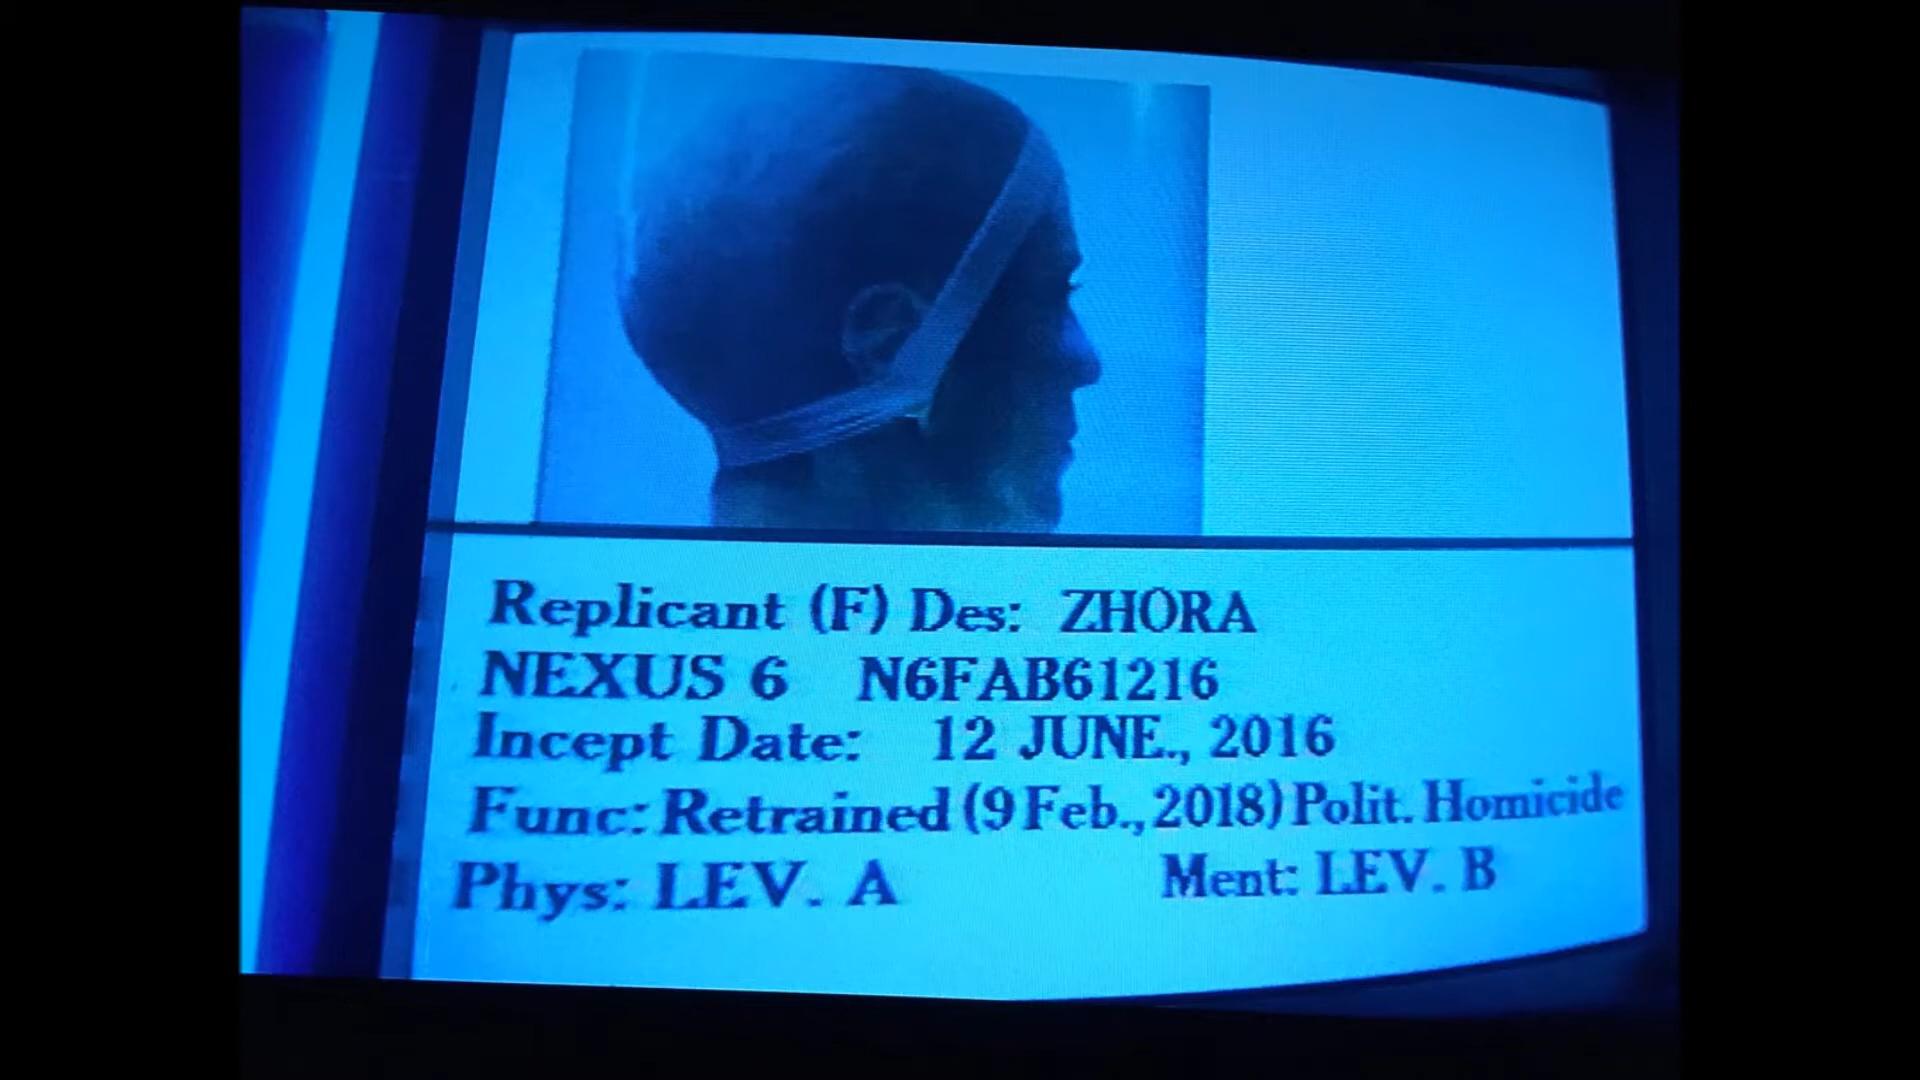 Replicant (F) Des: ZHORA
NEXUS 6 N6FAB61216
Incept Date: 12 JUNE., 2016
Func: Retrained (9 Feb., 2018) Polit. Homicide
Phys: LEV. A Ment: LEV. B